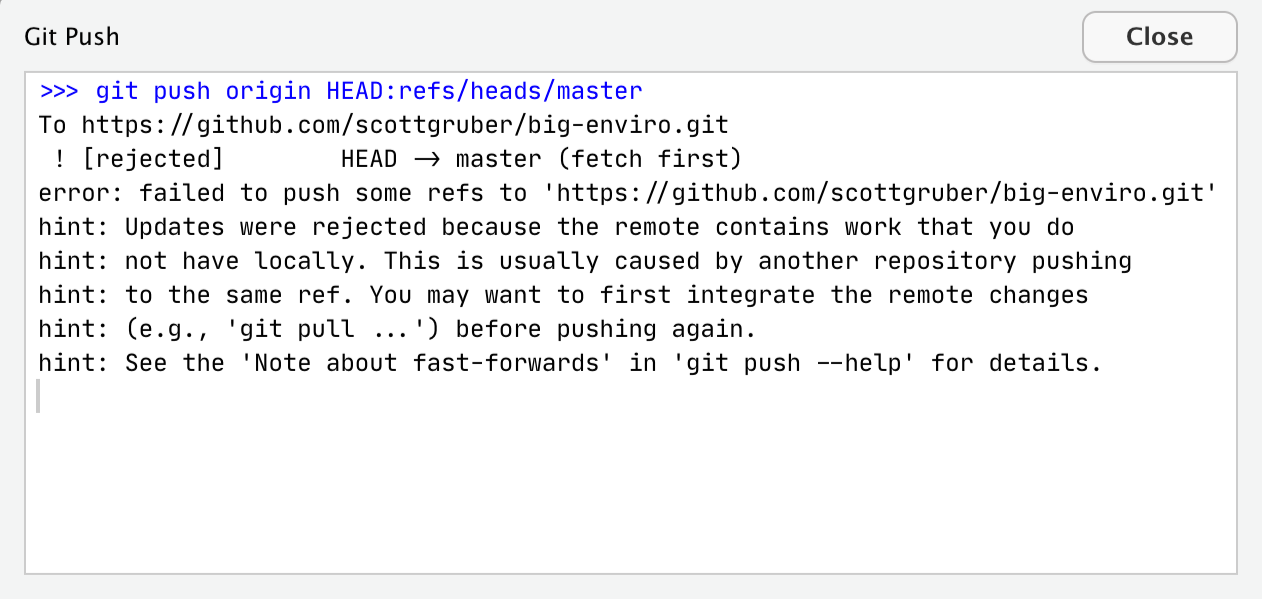 Git Push
Close
>>> git push origin HEAD:refs/heads/master
To https://github.com/scottgruber/big-enviro.git
 ! [rejected]        HEAD -> master (fetch first)
error: failed to push some refs to 'https://github.com/scottgruber/big-enviro.git'
hint: Updates were rejected because the remote contains work that you do
hint: not have locally. This is usually caused by another repository pushing
hint: to the same ref. You may want to first integrate the remote changes
hint: (e.g., 'git pull ...') before pushing again.
hint: See the 'Note about fast-forwards' in 'git push --help' for details.